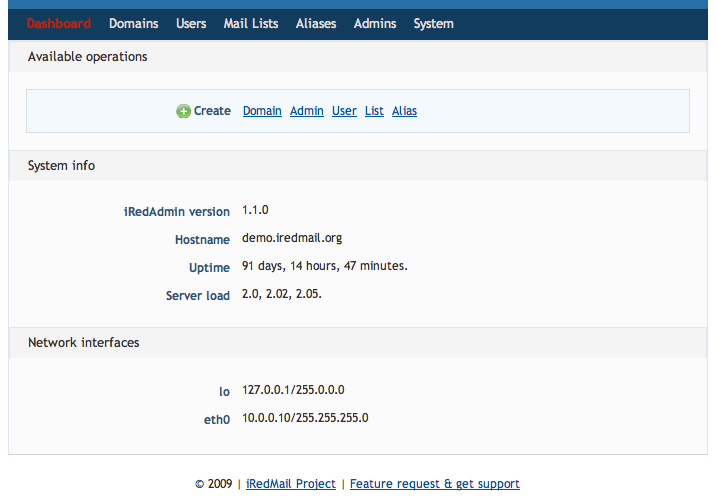 Dashboard Domains Users Mail Lists Aliases Admins System
Available operations
Create Domain Admin User List Alias
System info
iRedAdmin version 1.1.0
Hostname demo.iredmail.org
Uptime 91 days, 14 hours, 47 minutes.
Server load 2.0, 2.02, 2.05.
Network interfaces
lo 127.0.0.1/255.0.0.0
eth0 10.0.0.10/255.255.255.0
© 2009 | iRedMail Project | Feature request & get support